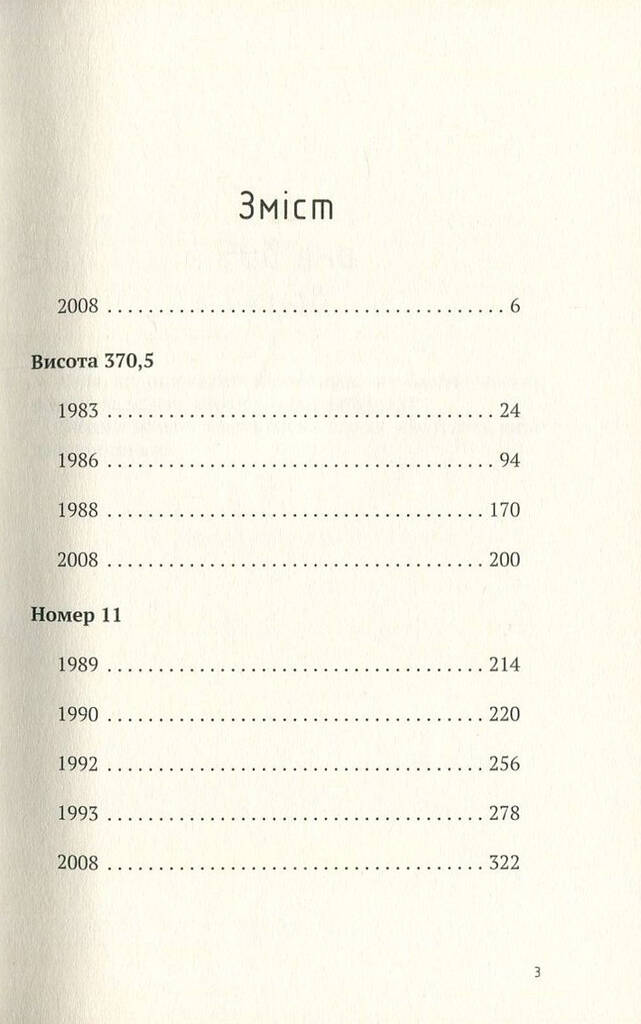 Зміст
2008 . . . . . . . . . . . . . . . . . . . . . . . . . . . . . . . . . . . . . . 6
Висота 370,5
1983 . . . . . . . . . . . . . . . . . . . . . . . . . . . . . . . . . . . . . 24
1986 . . . . . . . . . . . . . . . . . . . . . . . . . . . . . . . . . . . . . 94
1988 . . . . . . . . . . . . . . . . . . . . . . . . . . . . . . . . . . . . 170
2008 . . . . . . . . . . . . . . . . . . . . . . . . . . . . . . . . . . . . 200
Номер 11
1989 . . . . . . . . . . . . . . . . . . . . . . . . . . . . . . . . . . . . 214
1990 . . . . . . . . . . . . . . . . . . . . . . . . . . . . . . . . . . . . 220
1992 . . . . . . . . . . . . . . . . . . . . . . . . . . . . . . . . . . . . 256
1993 . . . . . . . . . . . . . . . . . . . . . . . . . . . . . . . . . . . . 278
2008 . . . . . . . . . . . . . . . . . . . . . . . . . . . . . . . . . . . . 322
3